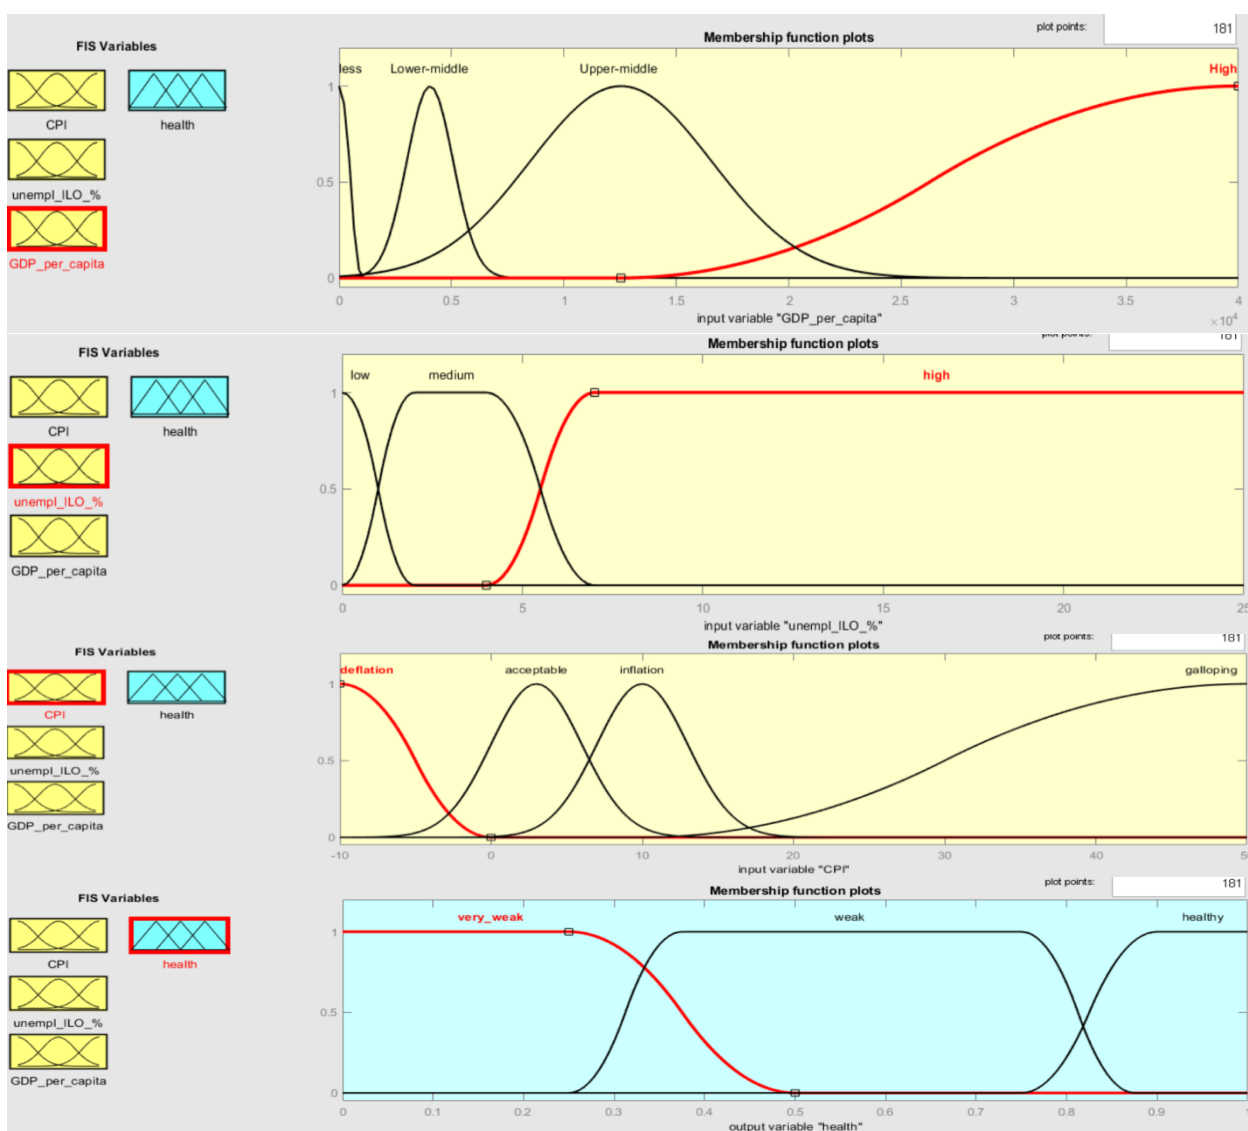 plot points: 181
FIS Variables
Membership function plots
less Lower-middle Upper-middle High
1
CPI health
unempl_ILO_%
0.5
GDP_per_capita
0
0 0.5 1 1.5 2 2.5 3 3.5 4
input variable "GDP_per_capita"
×10⁴
plot points: 181
Membership function plots
FIS Variables
low medium high
1
CPI health
0.5
unempl_ILO_%
GDP_per_capita
0
0 5 10 15 20 25
input variable "unempl_ILO_%"
plot points: 181
Membership function plots
FIS Variables
deflation acceptable inflation galloping
1
CPI health
0.5
unempl_ILO_%
GDP_per_capita
0
-10 0 10 20 30 40 50
input variable "CPI"
plot points: 181
Membership function plots
FIS Variables
very_weak weak healthy
1
CPI health
0.5
unempl_ILO_%
GDP_per_capita
0
0 0.1 0.2 0.3 0.4 0.5 0.6 0.7 0.8 0.9 1
output variable "health"